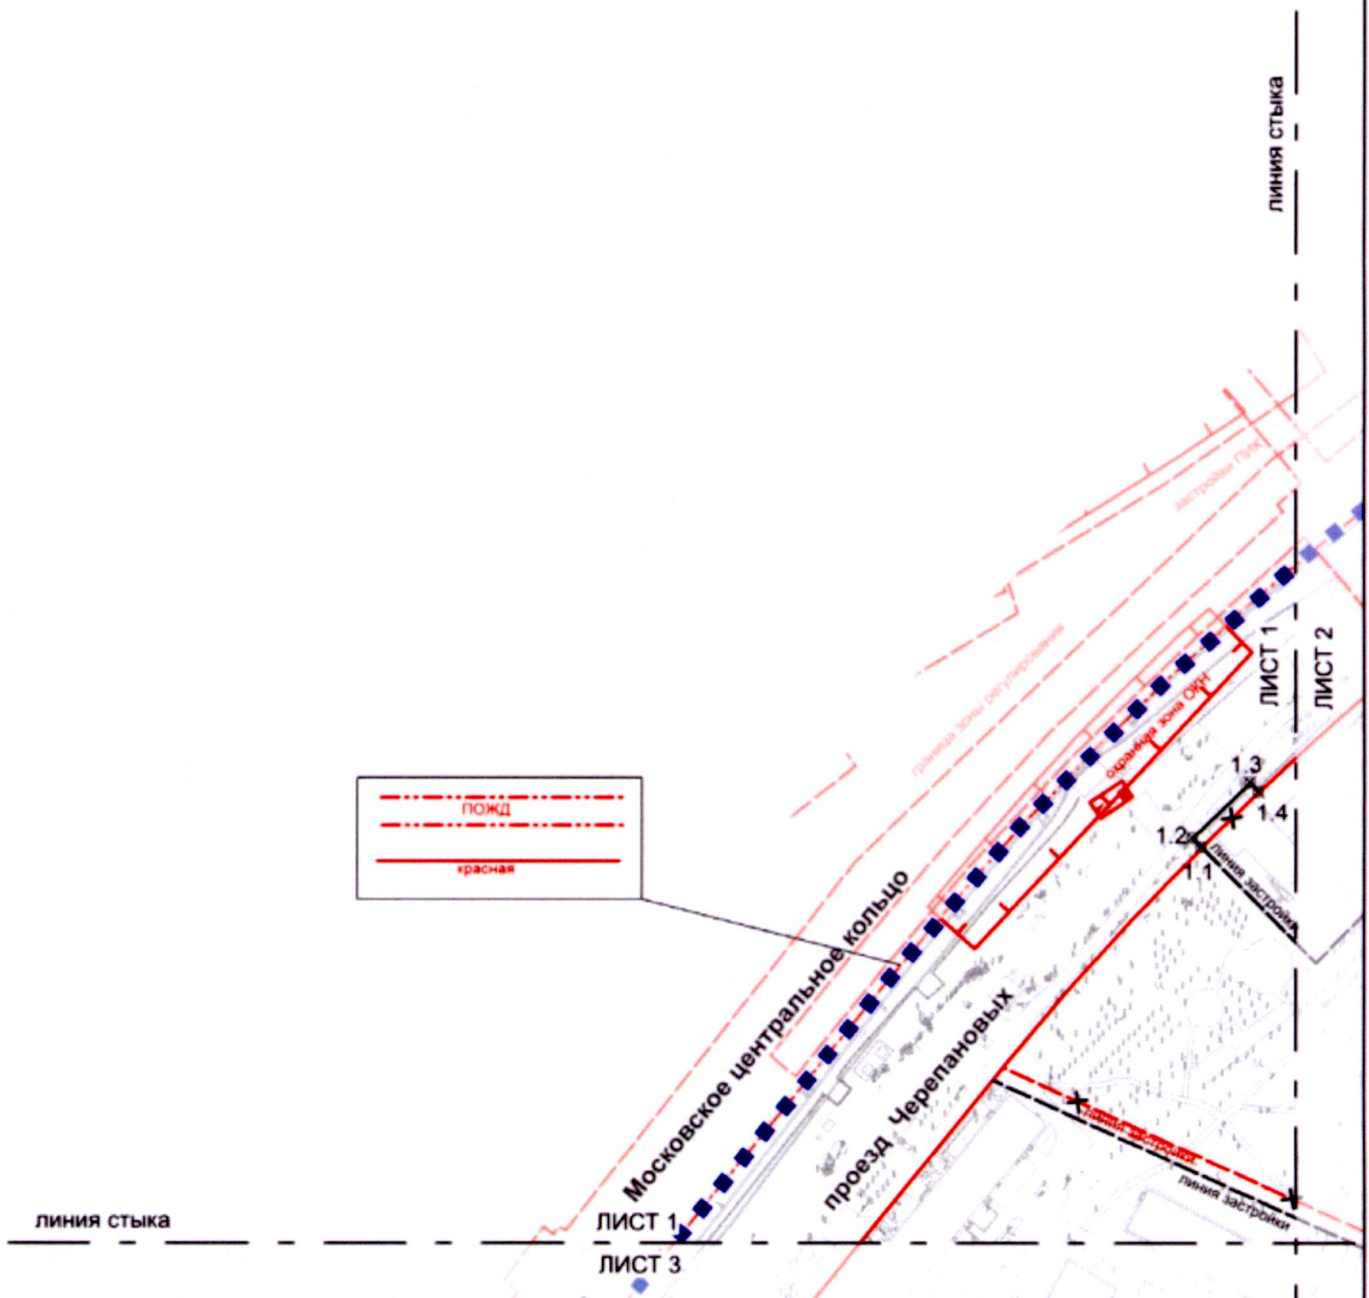 линия стыка
застройки ПИК
ЛИСТ 1
ЛИСТ 2
граница зоны регулирования
охранная зона ОКН
1.3
1.4
1.2
1.1
линия застройки
ПОЖД
красная
Московское центральное кольцо
проезд Черепановых
линия застройки
линия застройки
линия стыка
ЛИСТ 1
ЛИСТ 3